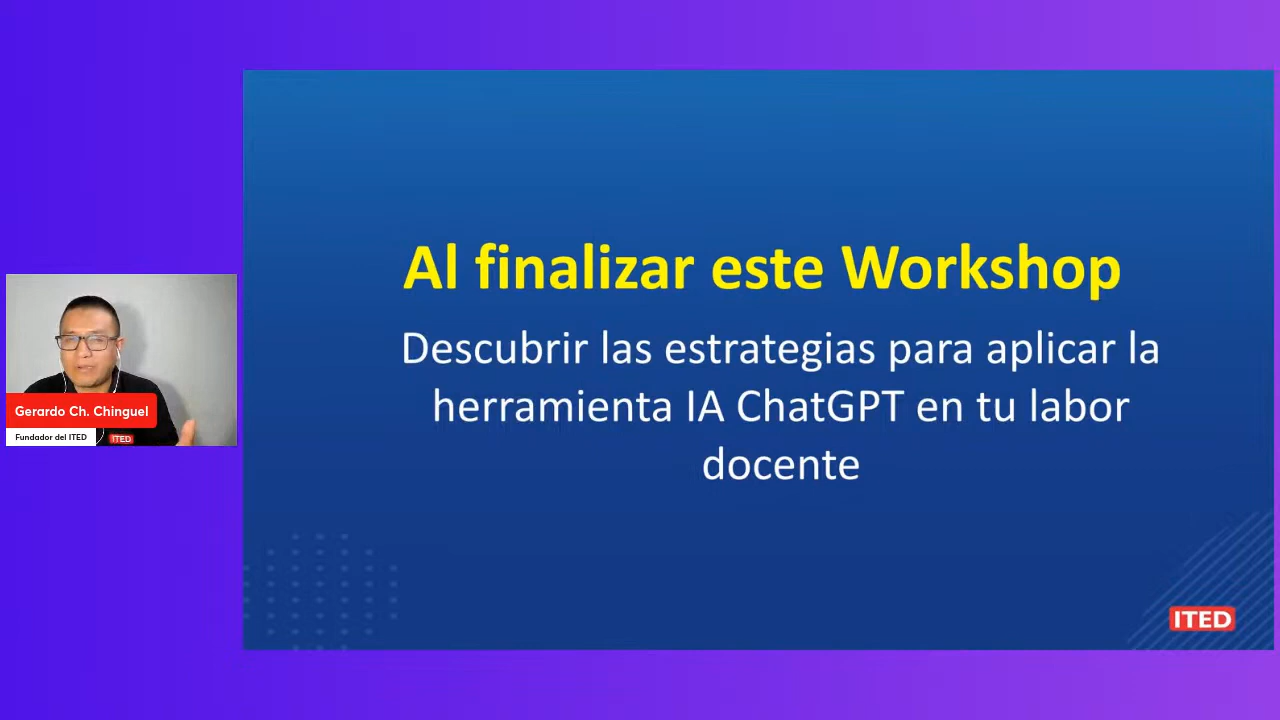 Al finalizar este Workshop
Descubrir las estrategias para aplicar la
herramienta IA ChatGPT en tu labor
docente
Gerardo Ch. Chinguel
Fundador del ITED
ITED
ITED